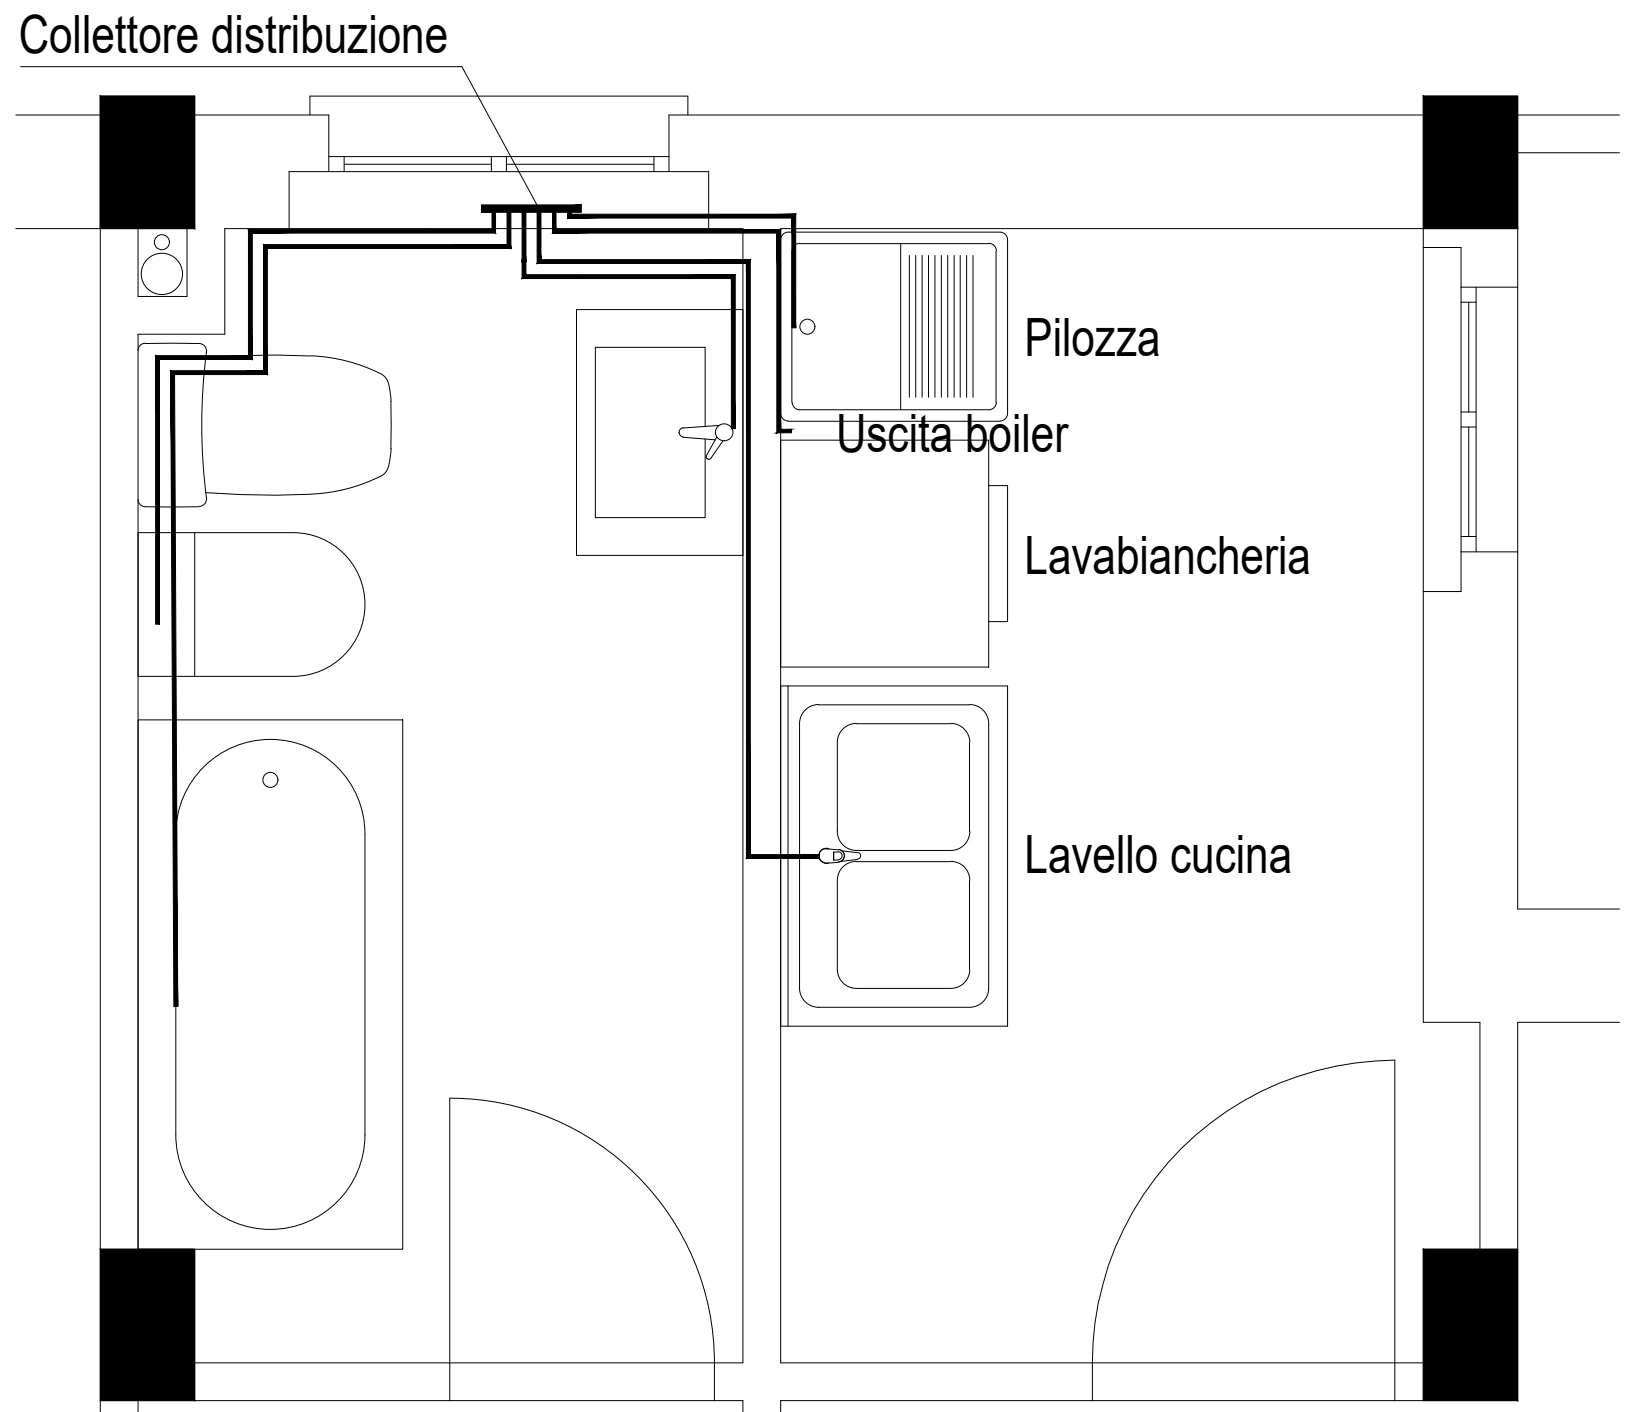 Collettore distribuzione
Pilozza
Uscita boiler
Lavabiancheria
Lavello cucina